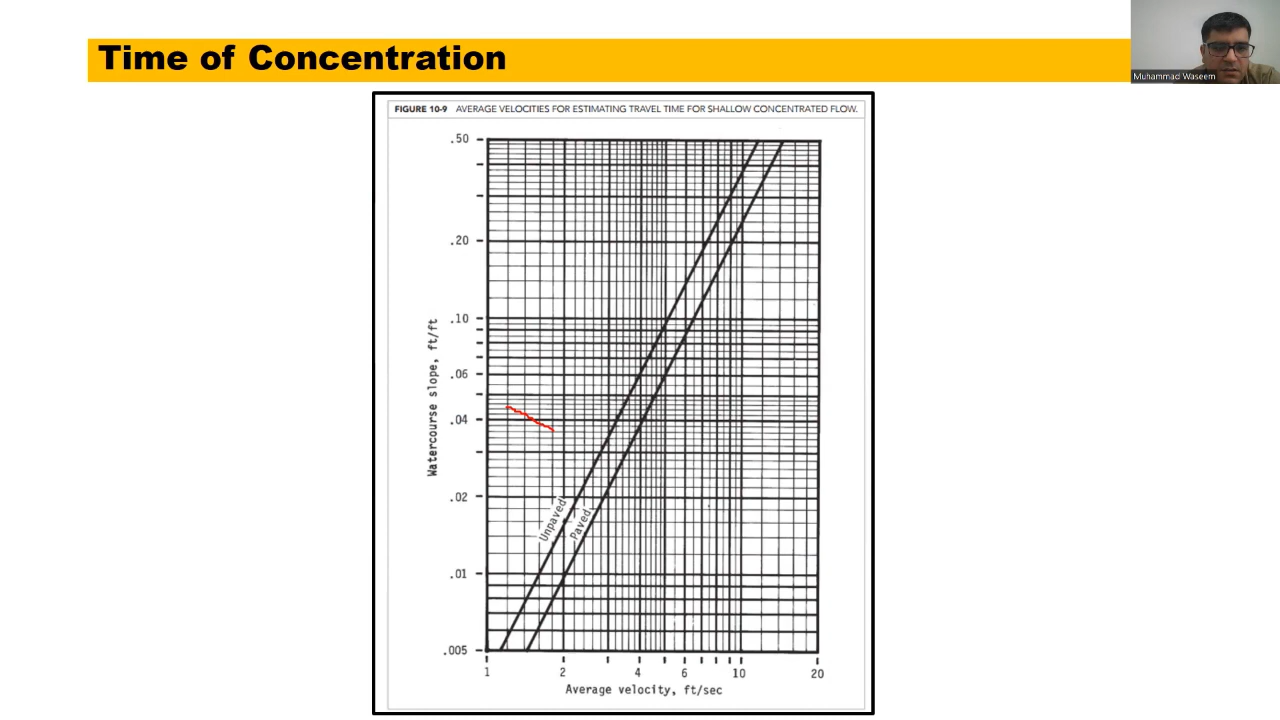 Time of Concentration
Muhammad Waseem
FIGURE 10-9 AVERAGE VELOCITIES FOR ESTIMATING TRAVEL TIME FOR SHALLOW CONCENTRATED FLOW.
.50
.20
.10
.06
.04
.02
.01
.005
Watercourse slope, ft/ft
Unpaved
Paved
1 2 4 6 10 20
Average velocity, ft/sec